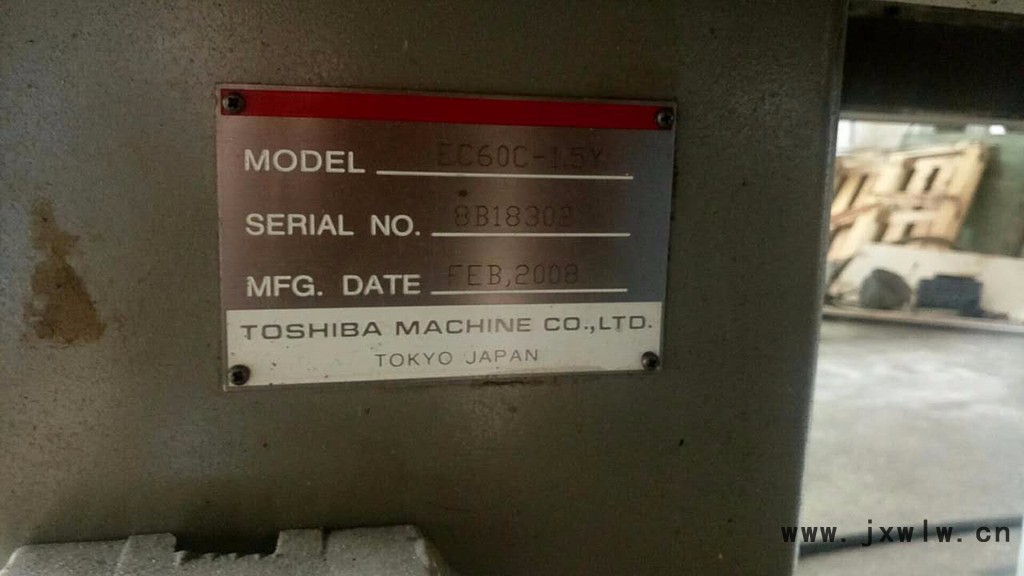 MODEL EC60C-1.5Y
SERIAL NO. 8B18302
MFG. DATE FEB,2008
TOSHIBA MACHINE CO.,LTD.
TOKYO JAPAN
www.jxwlw.cn